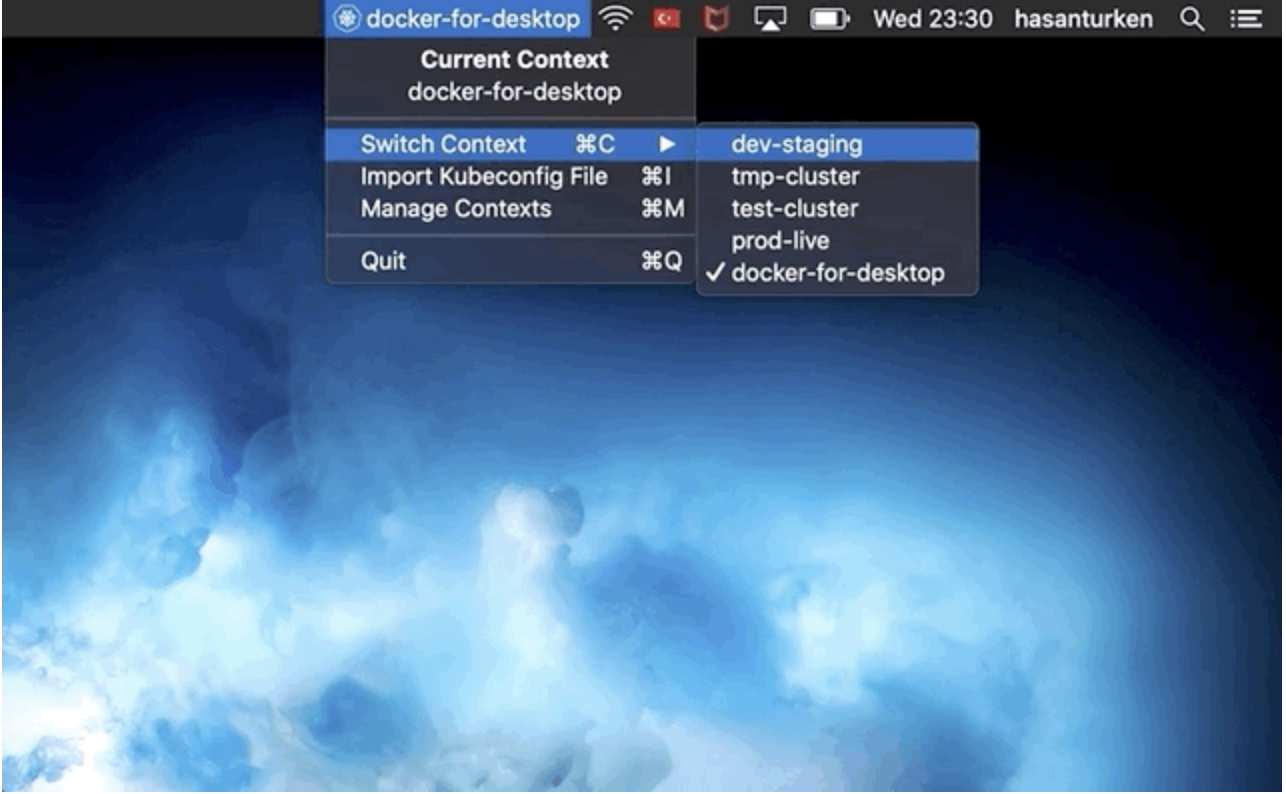 docker-for-desktop Wed 23:30 hasanturken
Current Context
docker-for-desktop
Switch Context ⌘C ▶
Import Kubeconfig File ⌘I
Manage Contexts ⌘M
Quit ⌘Q
dev-staging
tmp-cluster
test-cluster
prod-live
✓ docker-for-desktop